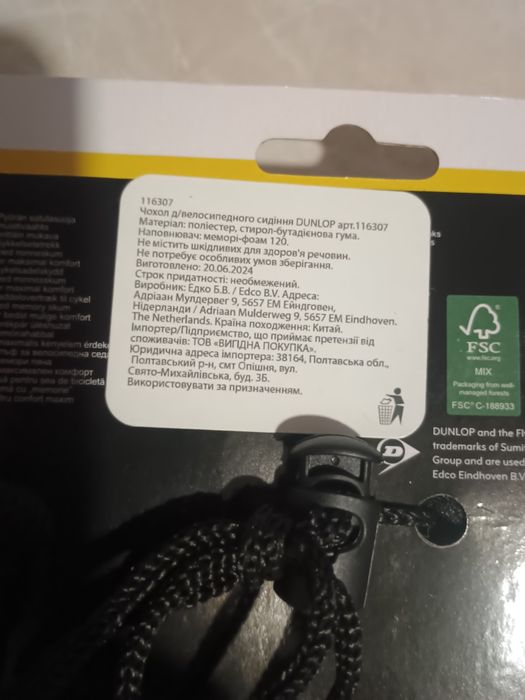 116307
Чохол д/велосипедного сидіння DUNLOP арт.116307
Матеріал: поліестер, стирол-бутадієнова гума.
Наповнювач: меморі-фоам 120.
Не містить шкідливих для здоров'я речовин.
Не потребує особливих умов зберігання.
Виготовлено: 20.06.2024
Строк придатності: необмежений.
Виробник: Едко Б.В. / Edco B.V. Адреса:
Адріаан Мулдервег 9, 5657 EM Ейндговен,
Нідерланди / Adriaan Mulderweg 9, 5657 EM Eindhoven.
The Netherlands. Країна походження: Китай.
Імпортер/Підприємство, що приймає претензії від
споживачів: ТОВ «ВИГІДНА ПОКУПКА».
Юридична адреса імпортера: 38164, Полтавська обл.,
Полтавський р-н, смт Опішня, вул.
Свято-Михайлівська, буд. 3Б.
Використовувати за призначенням.
FSC
www.fsc.org
MIX
Packaging from well-
managed forests
FSC® C-188933
D
DUNLOP and the
trademarks of
Group and are used
Edco Eindhoven B.V